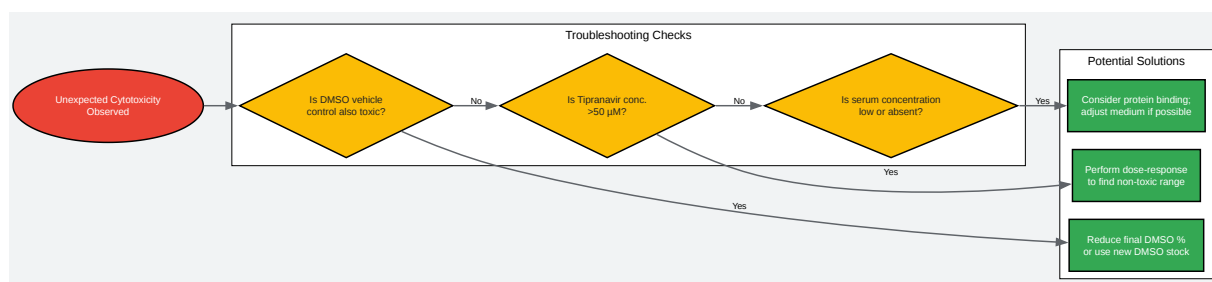 Troubleshooting Checks
Unexpected Cytotoxicity
Observed
Is DMSO vehicle
control also toxic?
No
Is Tipranavir conc.
>50 µM?
No
Is serum concentration
low or absent?
Yes
Yes
Yes
Potential Solutions
Consider protein binding;
adjust medium if possible
Perform dose-response
to find non-toxic range
Reduce final DMSO %
or use new DMSO stock